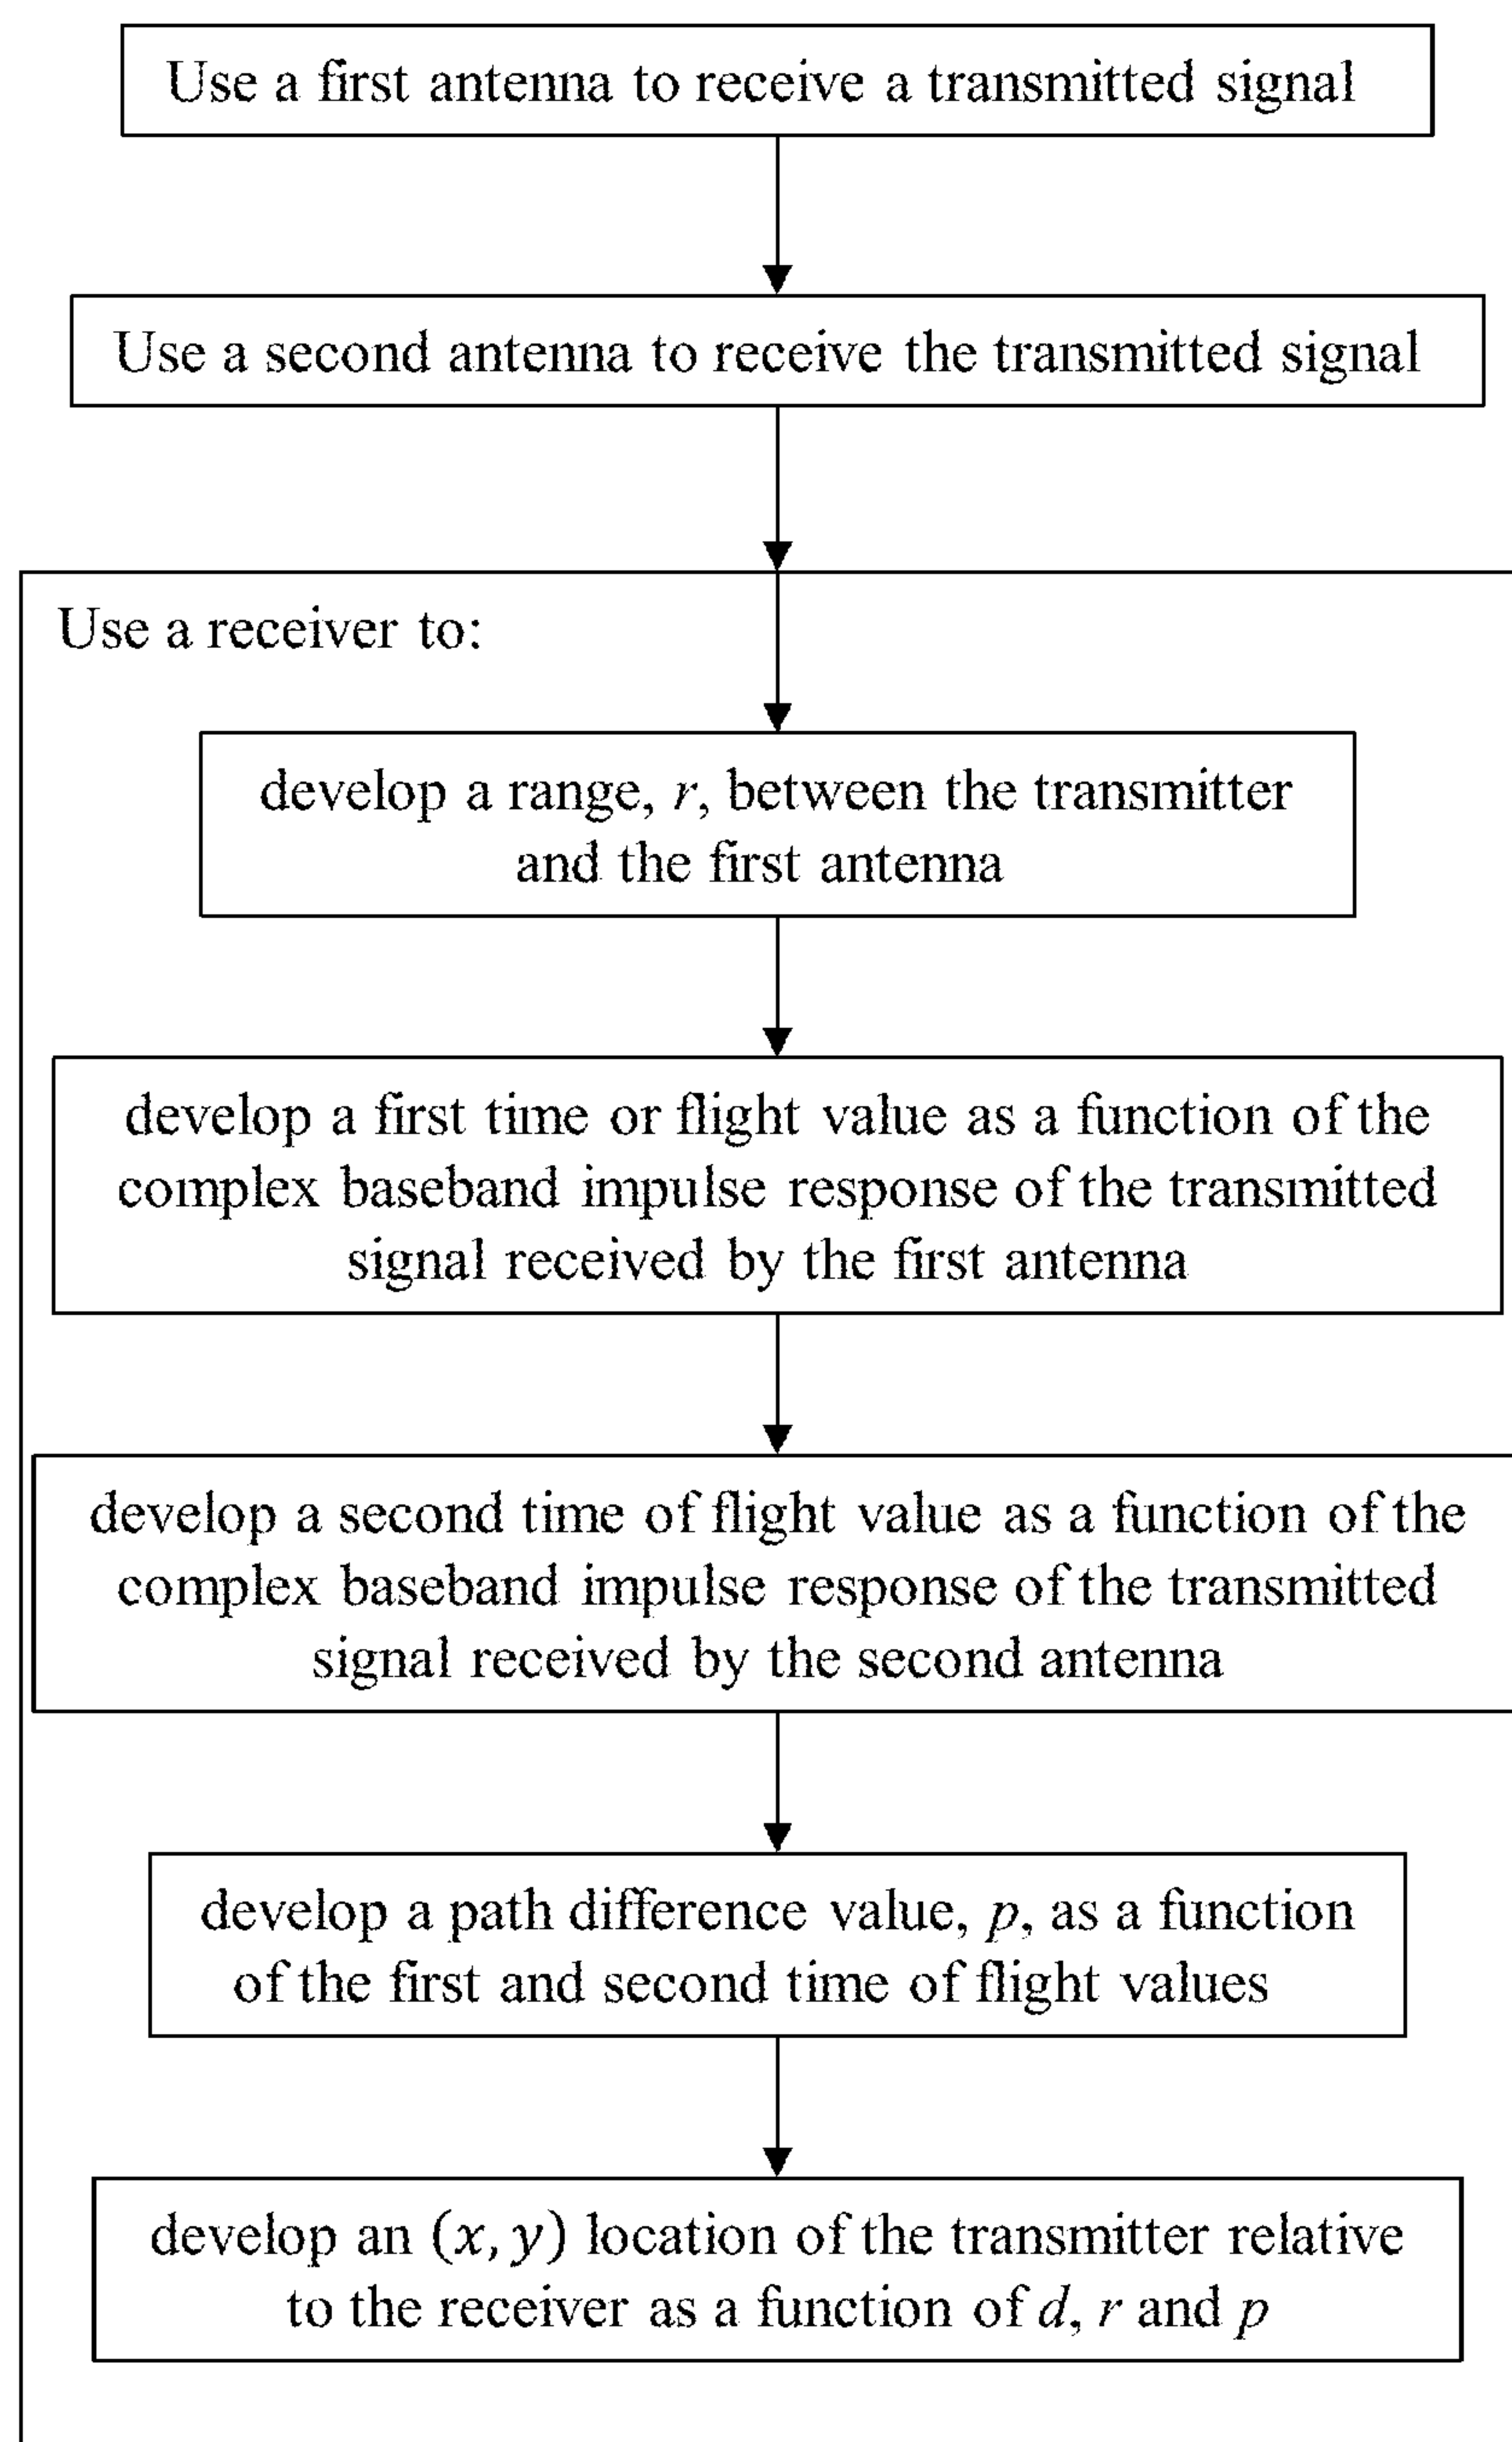 Use a first antenna to receive a transmitted signal
Use a second antenna to receive the transmitted signal
Use a receiver to:
develop a range, r, between the transmitter
and the first antenna
develop a first time or flight value as a function of the
complex baseband impulse response of the transmitted
signal received by the first antenna
develop a second time of flight value as a function of the
complex baseband impulse response of the transmitted
signal received by the second antenna
develop a path difference value, p, as a function
of the first and second time of flight values
develop an (x, y) location of the transmitter relative
to the receiver as a function of d, r and p